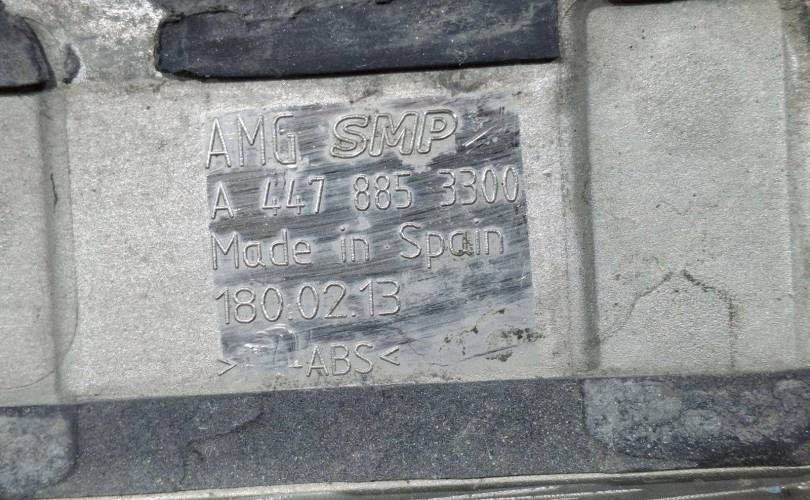 AMG SMP
A 447 885 3300
Made in Spain
180.02.13
> -ABS<